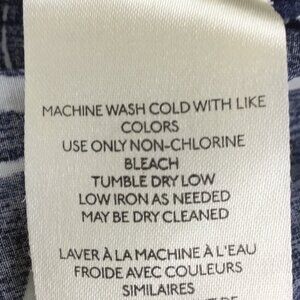 MACHINE WASH COLD WITH LIKE
COLORS
USE ONLY NON-CHLORINE
BLEACH
TUMBLE DRY LOW
LOW IRON AS NEEDED
MAY BE DRY CLEANED
LAVER À LA MACHINE À L'EAU
FROIDE AVEC COULEURS
SIMILAIRES